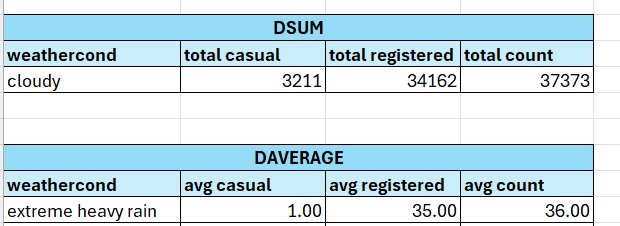 DSUM
weathercond total casual total registered total count
cloudy 3211 34162 37373
DAVERAGE
weathercond avg casual avg registered avg count
extreme heavy rain 1.00 35.00 36.00